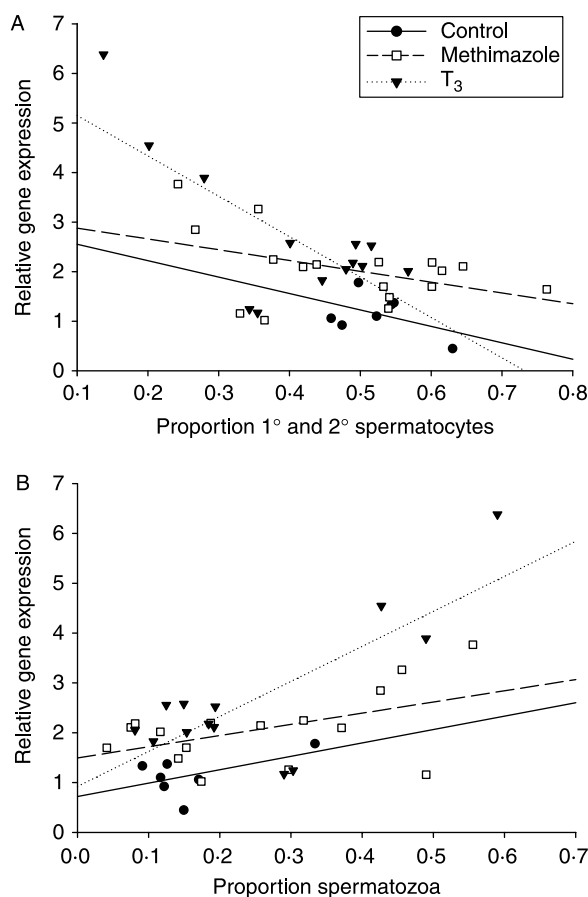 A
7
6
5
4
3
2
1
0
Relative gene expression
Control
Methimazole
T3
0·1 0·2 0·3 0·4 0·5 0·6 0·7 0·8
Proportion 1° and 2° spermatocytes
B
7
6
5
4
3
2
1
0
Relative gene expression
0·0 0·1 0·2 0·3 0·4 0·5 0·6 0·7
Proportion spermatozoa